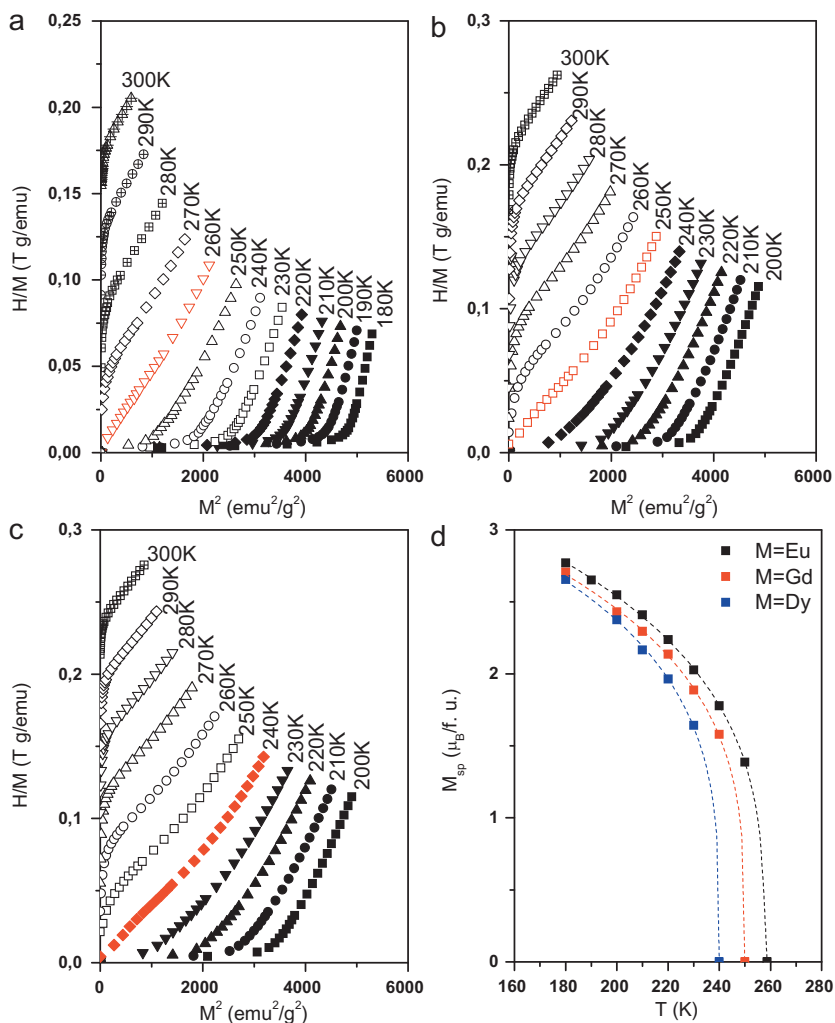 a
0,25
0,20
0,15
0,10
0,05
0,00
H/M (T g/emu)
300K
290K
280K
270K
260K
250K
240K
230K
220K
210K
200K
190K
180K
0 2000 4000 6000
M² (emu²/g²)
b
0,3
0,2
0,1
0,0
H/M (T g/emu)
300K
290K
280K
270K
260K
250K
240K
230K
220K
210K
200K
0 2000 4000 6000
M² (emu²/g²)
c
0,3
0,2
0,1
0,0
H/M (T g/emu)
300K
290K
280K
270K
260K
250K
240K
230K
220K
210K
200K
0 2000 4000 6000
M² (emu²/g²)
d
3
2
1
0
M_sp (μ_B/f. u.)
M=Eu
M=Gd
M=Dy
160 200 240 280
T (K)